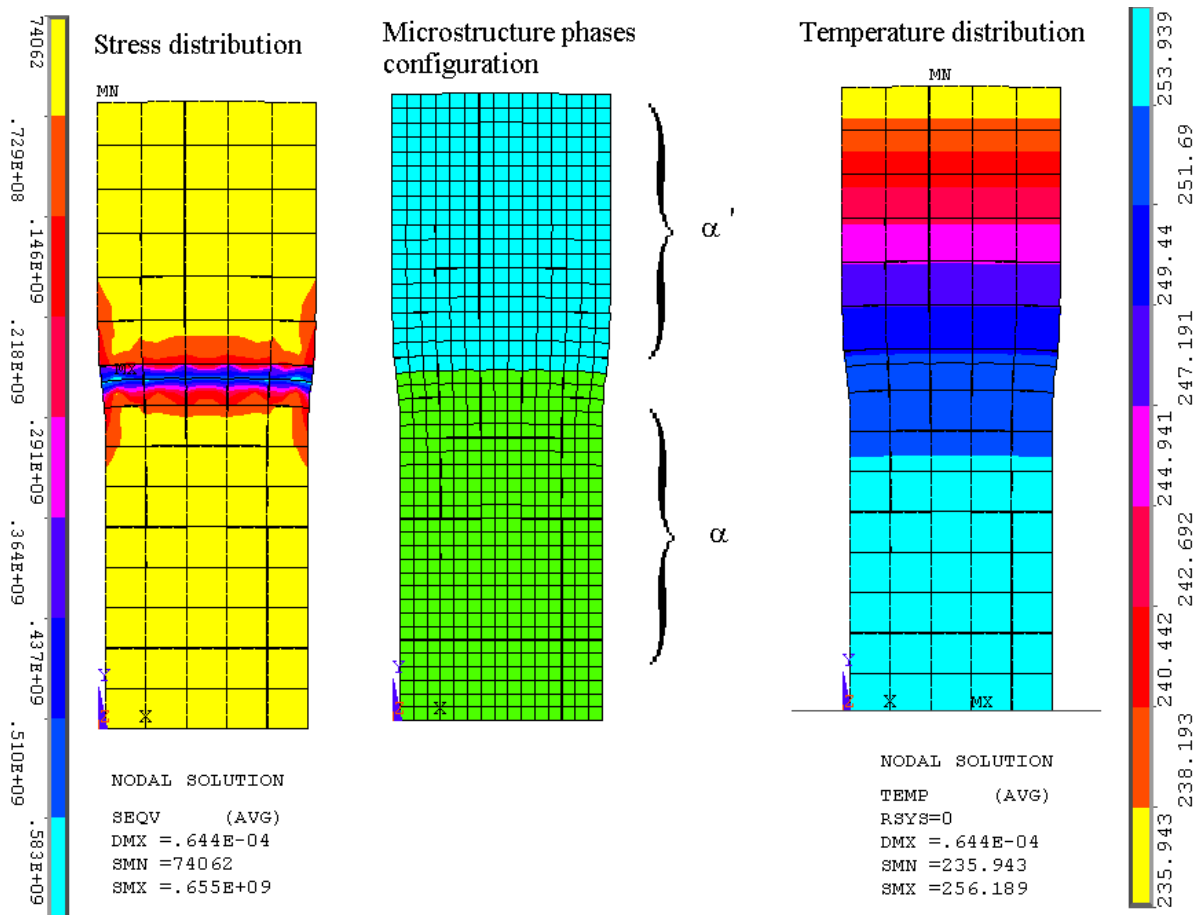 Stress distribution
Microstructure phases
configuration
Temperature distribution
74062
.729E+08
.146E+09
.218E+09
.291E+09
.364E+09
.437E+09
.510E+09
.583E+09
MN
MX
Y
Z
X
NODAL SOLUTION
SEQV (AVG)
DMX =.644E-04
SMN =74062
SMX =.655E+09
α'
α
Y
Z
X
MN
Y
Z
X
MX
NODAL SOLUTION
TEMP (AVG)
RSYS=0
DMX =.644E-04
SMN =235.943
SMX =256.189
253.939
251.69
249.44
247.191
244.941
242.692
240.442
238.193
235.943